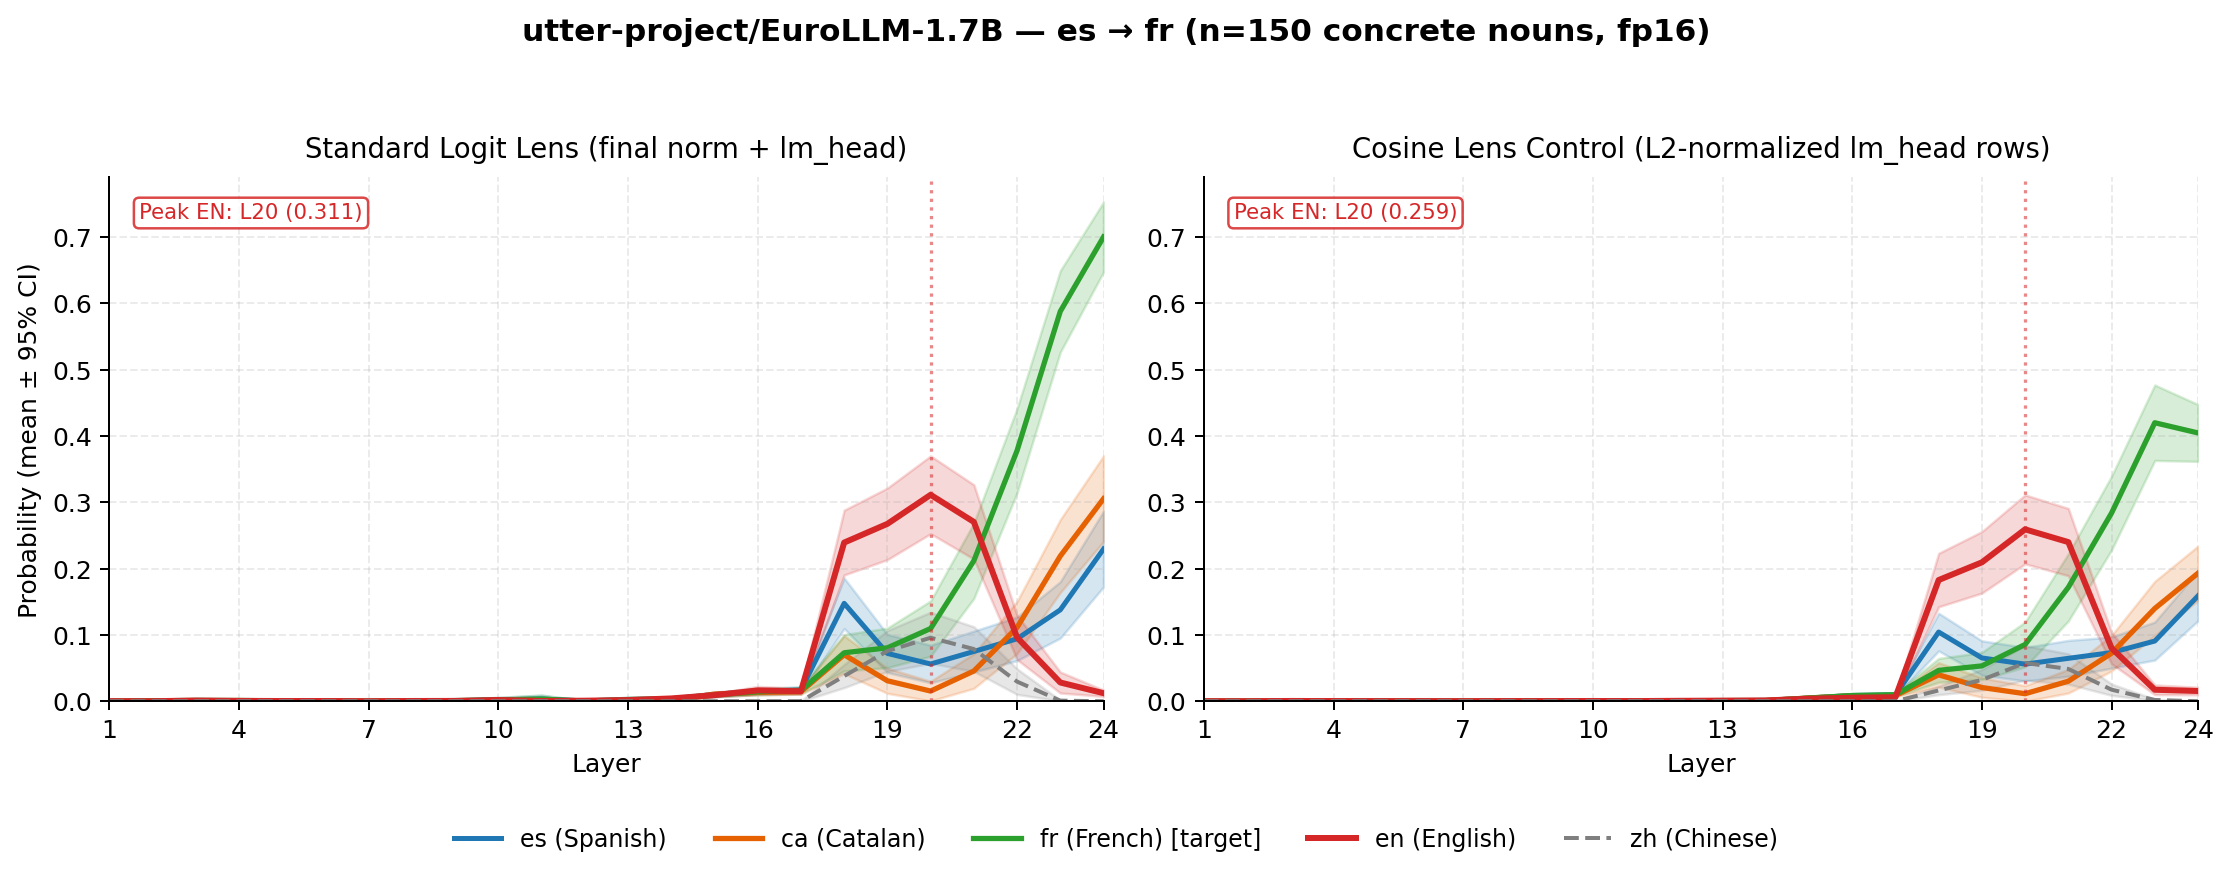 utter-project/EuroLLM-1.7B — es → fr (n=150 concrete nouns, fp16)
Standard Logit Lens (final norm + lm_head)
Peak EN: L20 (0.311)
Probability (mean ± 95% CI)
0.7
0.6
0.5
0.4
0.3
0.2
0.1
0.0
1 4 7 10 13 16 19 22 24
Layer
Cosine Lens Control (L2-normalized lm_head rows)
Peak EN: L20 (0.259)
0.7
0.6
0.5
0.4
0.3
0.2
0.1
0.0
1 4 7 10 13 16 19 22 24
Layer
es (Spanish) ca (Catalan) fr (French) [target] en (English) zh (Chinese)